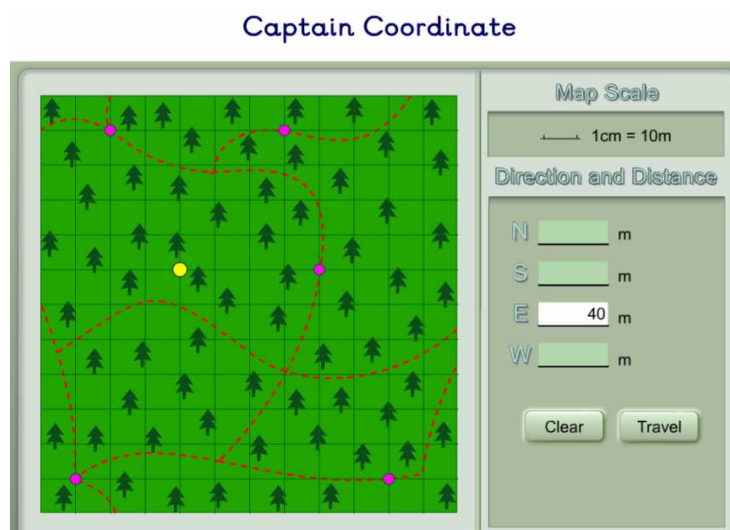 Captain Coordinate
Map Scale
1cm = 10m
Direction and Distance
N m
S m
E 40 m
W m
Clear Travel